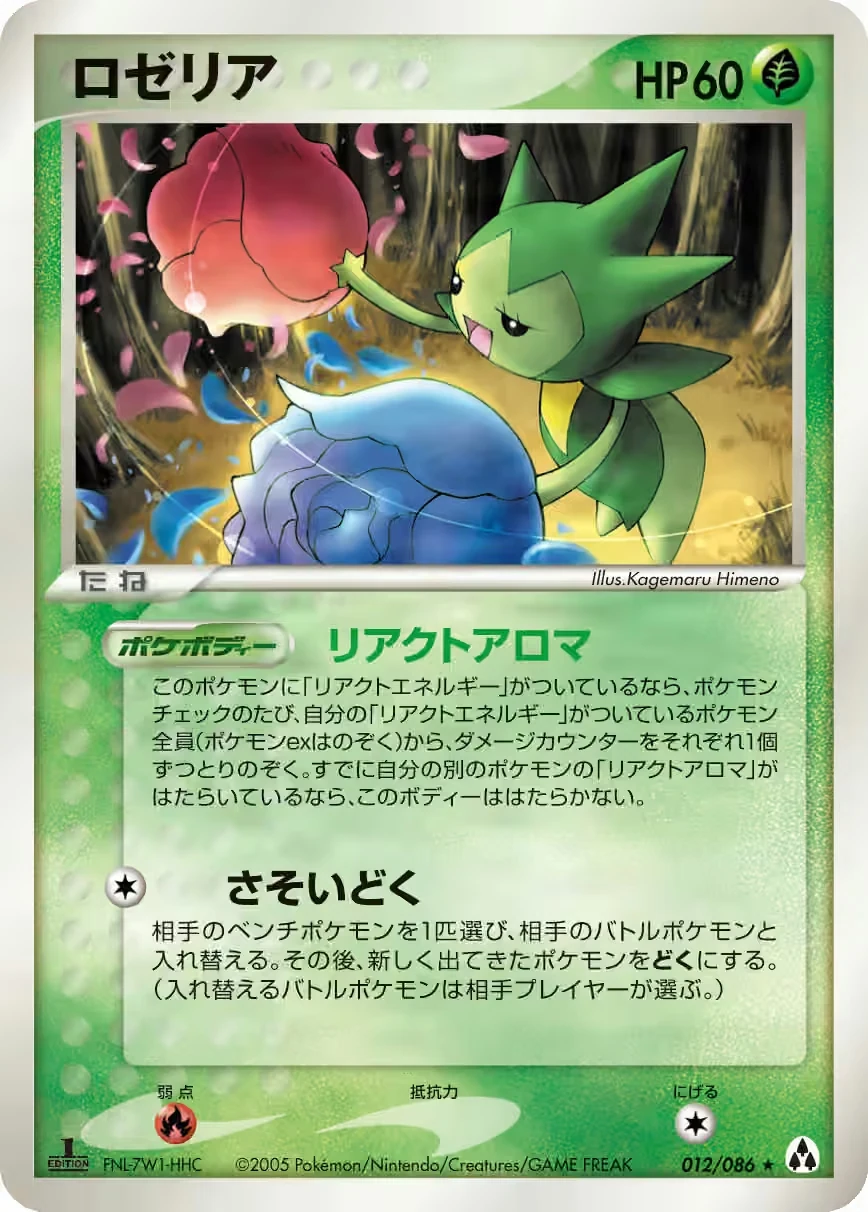 ロゼリア
HP60
たね
Illus.Kagemaru Himeno
ポケボディー リアクトアロマ
このポケモンに「リアクトエネルギー」がついているなら、ポケモン
チェックのたび、自分の「リアクトエネルギー」がついているポケモン
全員(ポケモンexはのぞく)から、ダメージカウンターをそれぞれ1個
ずつとりのぞく。すでに自分の別のポケモンの「リアクトアロマ」が
はたらいているなら、このボディーははたらかない。
さそいどく
相手のベンチポケモンを1匹選び、相手のバトルポケモンと
入れ替える。その後、新しく出てきたポケモンをどくにする。
(入れ替えるバトルポケモンは相手プレイヤーが選ぶ。)
弱点 抵抗力 にげる
1 EDITION FNL-7W1-HHC ©2005 Pokémon/Nintendo/Creatures/GAME FREAK 012/086 ★